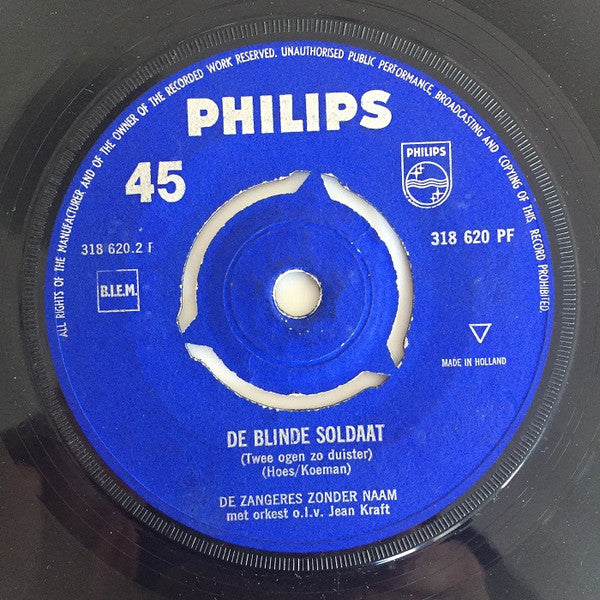 ALL RIGHTS OF THE MANUFACTURER AND OF THE OWNER OF THE RECORDED WORK RESERVED. UNAUTHORISED PUBLIC PERFORMANCE, BROADCASTING AND COPYING OF THIS RECORD PROHIBITED.
PHILIPS
45
PHILIPS
318 620.2 F
318 620 PF
B.I.E.M.
MADE IN HOLLAND
DE BLINDE SOLDAAT
(Twee ogen zo duister)
(Hoes/Koeman)
DE ZANGERES ZONDER NAAM
met orkest o.l.v. Jean Kraft